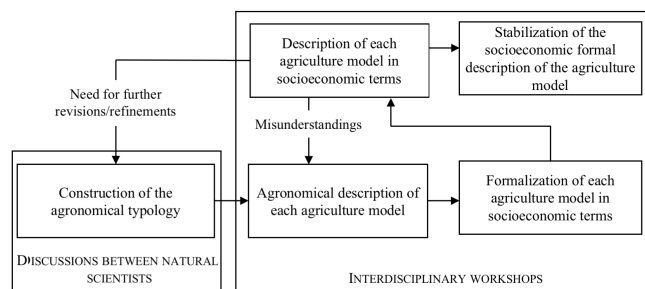 Description of each
agriculture model in
socioeconomic terms
Stabilization of the
socioeconomic formal
description of the agriculture
model
Need for further
revisions/refinements
Misunderstandings
Construction of the
agronomical typology
Agronomical description of
each agriculture model
Formalization of each
agriculture model in
socioeconomic terms
DISCUSSIONS BETWEEN NATURAL
SCIENTISTS
INTERDISCIPLINARY WORKSHOPS